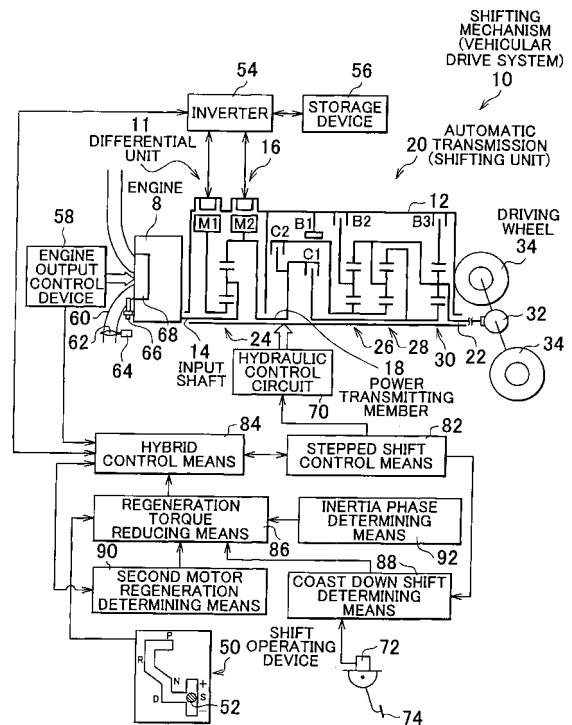 SHIFTING
MECHANISM
(VEHICULAR
DRIVE SYSTEM)
10
54
56
INVERTER
STORAGE
DEVICE
11
DIFFERENTIAL
UNIT
16
20
AUTOMATIC
TRANSMISSION
(SHIFTING UNIT)
58
ENGINE
8
12
M1
M2
B1
B2
B3
C2
C1
DRIVING
WHEEL
34
ENGINE
OUTPUT
CONTROL
DEVICE
32
60
62
64
66
68
14
INPUT
SHAFT
24
18
26
28
30
22
34
HYDRAULIC
CONTROL
CIRCUIT
70
POWER
TRANSMITTING
MEMBER
84
82
HYBRID
CONTROL MEANS
STEPPED SHIFT
CONTROL MEANS
REGENERATION
TORQUE
REDUCING MEANS
86
INERTIA PHASE
DETERMINING
MEANS
92
90
88
SECOND MOTOR
REGENERATION
DETERMINING MEANS
COAST DOWN SHIFT
DETERMINING
MEANS
SHIFT
OPERATING
DEVICE
50
P
R
N
D
+
S
−
52
72
74